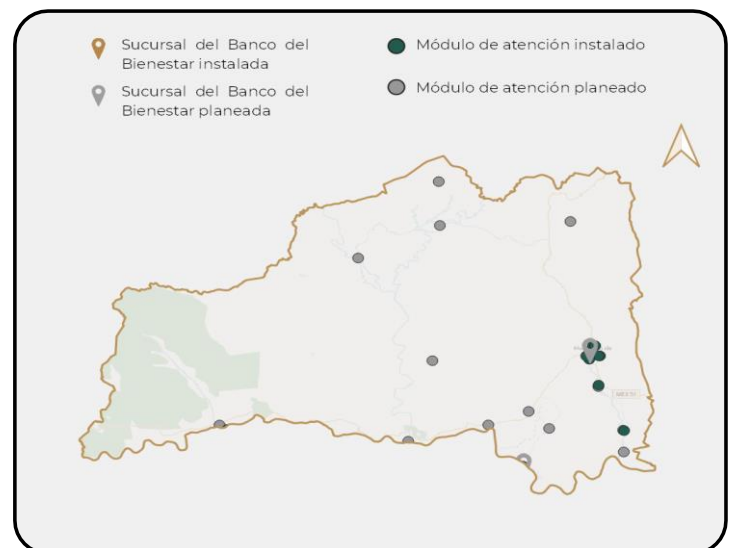 Sucursal del Banco del
Bienestar instalada
Sucursal del Banco del
Bienestar planeada
Módulo de atención instalado
Módulo de atención planeado